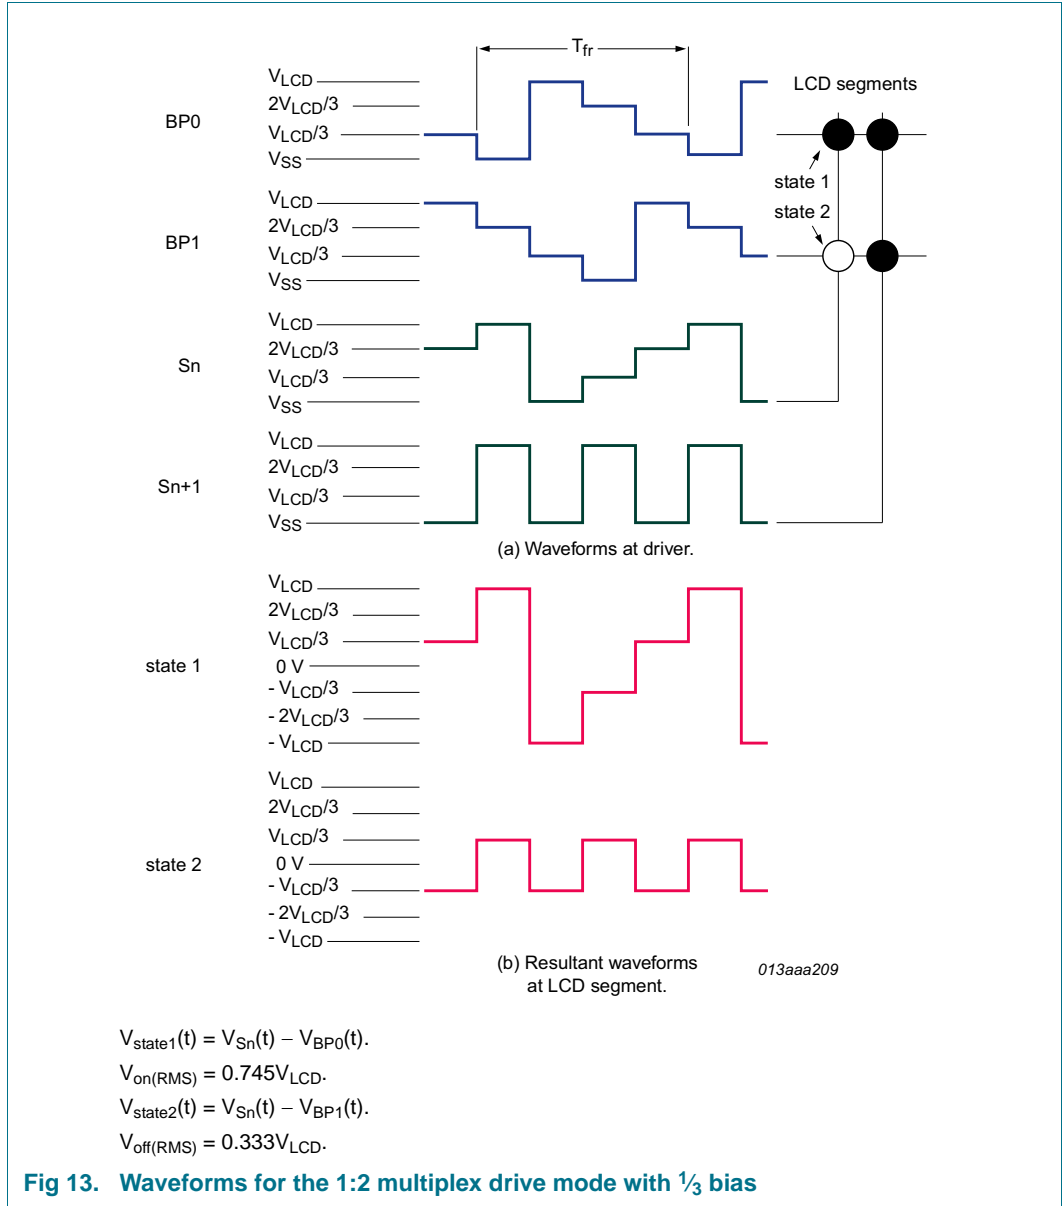 T_fr
BP0
V_LCD
2V_LCD/3
V_LCD/3
V_SS
LCD segments
state 1
state 2
BP1
V_LCD
2V_LCD/3
V_LCD/3
V_SS
Sn
V_LCD
2V_LCD/3
V_LCD/3
V_SS
Sn+1
V_LCD
2V_LCD/3
V_LCD/3
V_SS
(a) Waveforms at driver.
state 1
V_LCD
2V_LCD/3
V_LCD/3
0 V
- V_LCD/3
- 2V_LCD/3
- V_LCD
state 2
V_LCD
2V_LCD/3
V_LCD/3
0 V
- V_LCD/3
- 2V_LCD/3
- V_LCD
(b) Resultant waveforms
at LCD segment.
013aaa209
V_state1(t) = V_Sn(t) − V_BP0(t).
V_on(RMS) = 0.745V_LCD.
V_state2(t) = V_Sn(t) − V_BP1(t).
V_off(RMS) = 0.333V_LCD.
Fig 13. Waveforms for the 1:2 multiplex drive mode with 1⁄3 bias